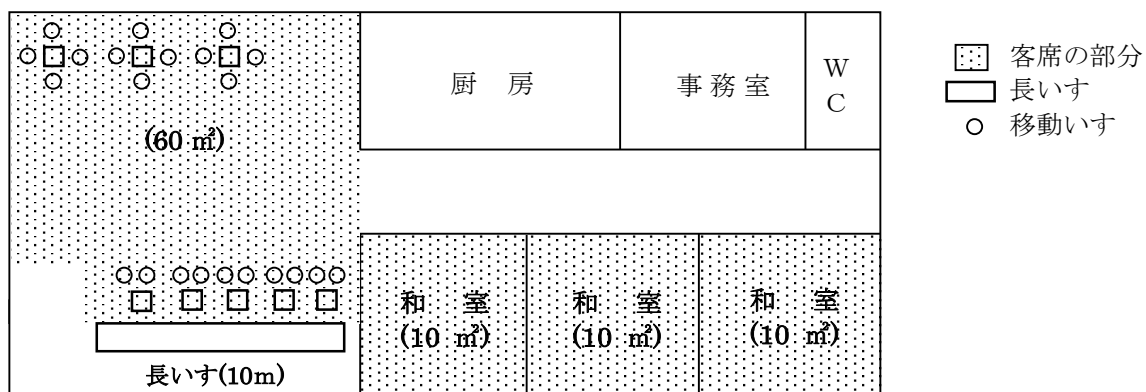 厨 房
事 務 室
W
C
客席の部分
長いす
移動いす
(60 ㎡)
和 室
(10 ㎡)
和 室
(10 ㎡)
和 室
(10 ㎡)
長いす(10m)